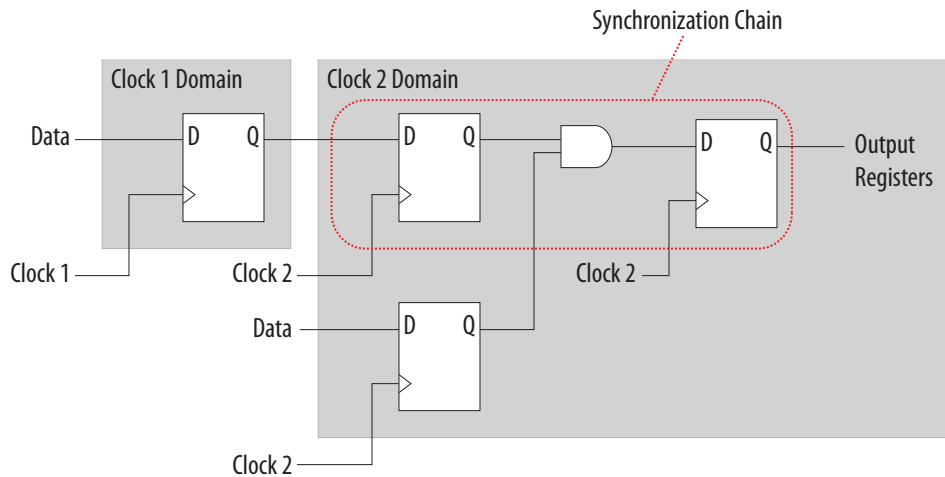 Synchronization Chain
Clock 1 Domain
Clock 2 Domain
Data
D Q
D Q
D Q
Output
Registers
Clock 1
Clock 2
Clock 2
Data
D Q
Clock 2